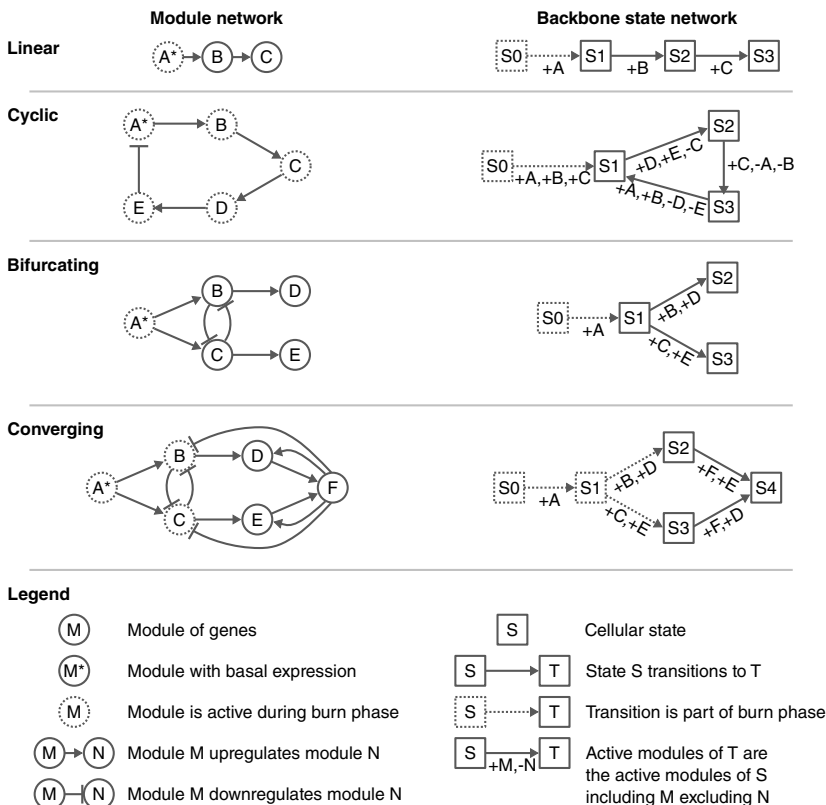 Module network
Backbone state network
Linear
A* B C
S0 S1 S2 S3
+A +B +C
Cyclic
A* B
C
E D
S2
S0 S1
S3
+A,+B,+C
+D,+E,-C
+C,-A,-B
+A,+B,-D,-E
Bifurcating
B D
A*
C E
S2
S0 S1
S3
+A
+B,+D
+C,+E
Converging
B D
A* F
C E
S2
S0 S1 S4
S3
+A
+B,+D
+F,+E
+C,+E
+F,+D
Legend
M Module of genes
M* Module with basal expression
M Module is active during burn phase
M N Module M upregulates module N
M N Module M downregulates module N
S Cellular state
S T State S transitions to T
S T Transition is part of burn phase
S T Active modules of T are
+M,-N the active modules of S
including M excluding N